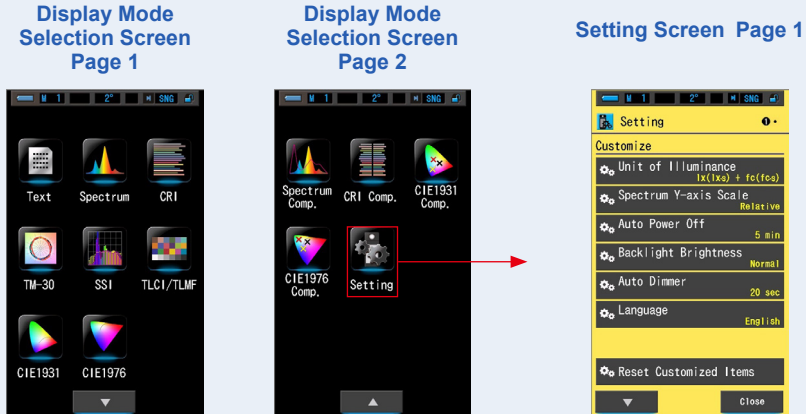 Display Mode
Selection Screen
Page 1
M 1 2° SNG
Text Spectrum CRI
TM-30 SSI TLCI/TLMF
CIE1931 CIE1976
Display Mode
Selection Screen
Page 2
M 1 2° SNG
Spectrum
Comp.
CRI Comp.
CIE1931
Comp.
CIE1976
Comp.
Setting
Setting Screen Page 1
M 1 2° SNG
Setting 1
Customize
Unit of Illuminance
lx(lxs) + fc(fcs)
Spectrum Y-axis Scale
Relative
Auto Power Off
5 min
Backlight Brightness
Normal
Auto Dimmer
20 sec
Language
English
Reset Customized Items
Close